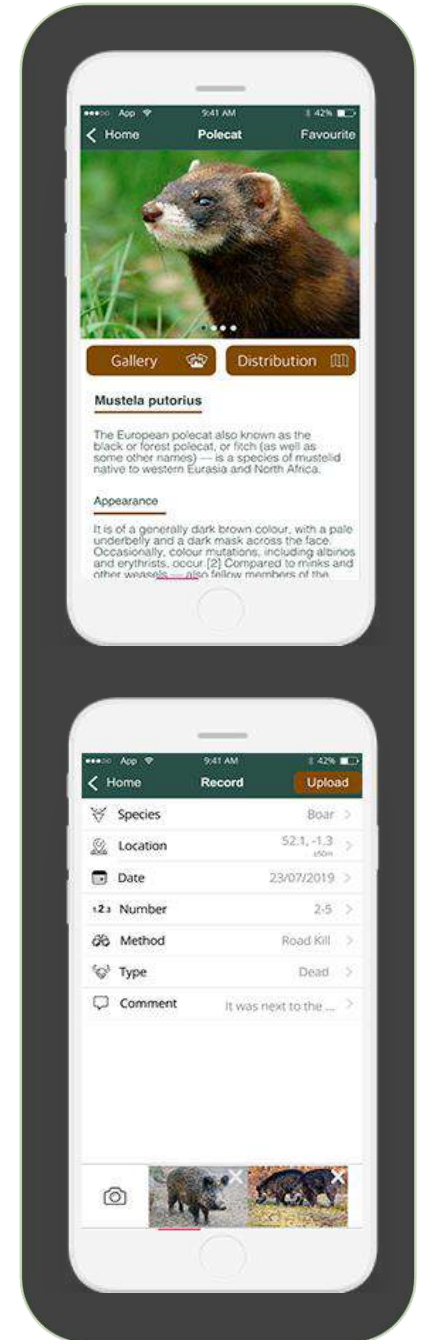 App 9:41 AM 42%
Home Polecat Favourite
Gallery Distribution
Mustela putorius
The European polecat also known as the
black or forest polecat, or fitch (as well as
some other names) — is a species of mustelid
native to western Eurasia and North Africa.
Appearance
It is of a generally dark brown colour, with a pale
underbelly and a dark mask across the face.
Occasionally, colour mutations, including albinos
and erythrists, occur.[2] Compared to minks and
other weasels — also fellow members of the
App 9:41 AM 42%
Home Record Upload
Species Boar
Location 52.1, -1.3
±50m
Date 23/07/2019
1.2.3 Number 2-5
Method Road Kill
Type Dead
Comment It was next to the ...